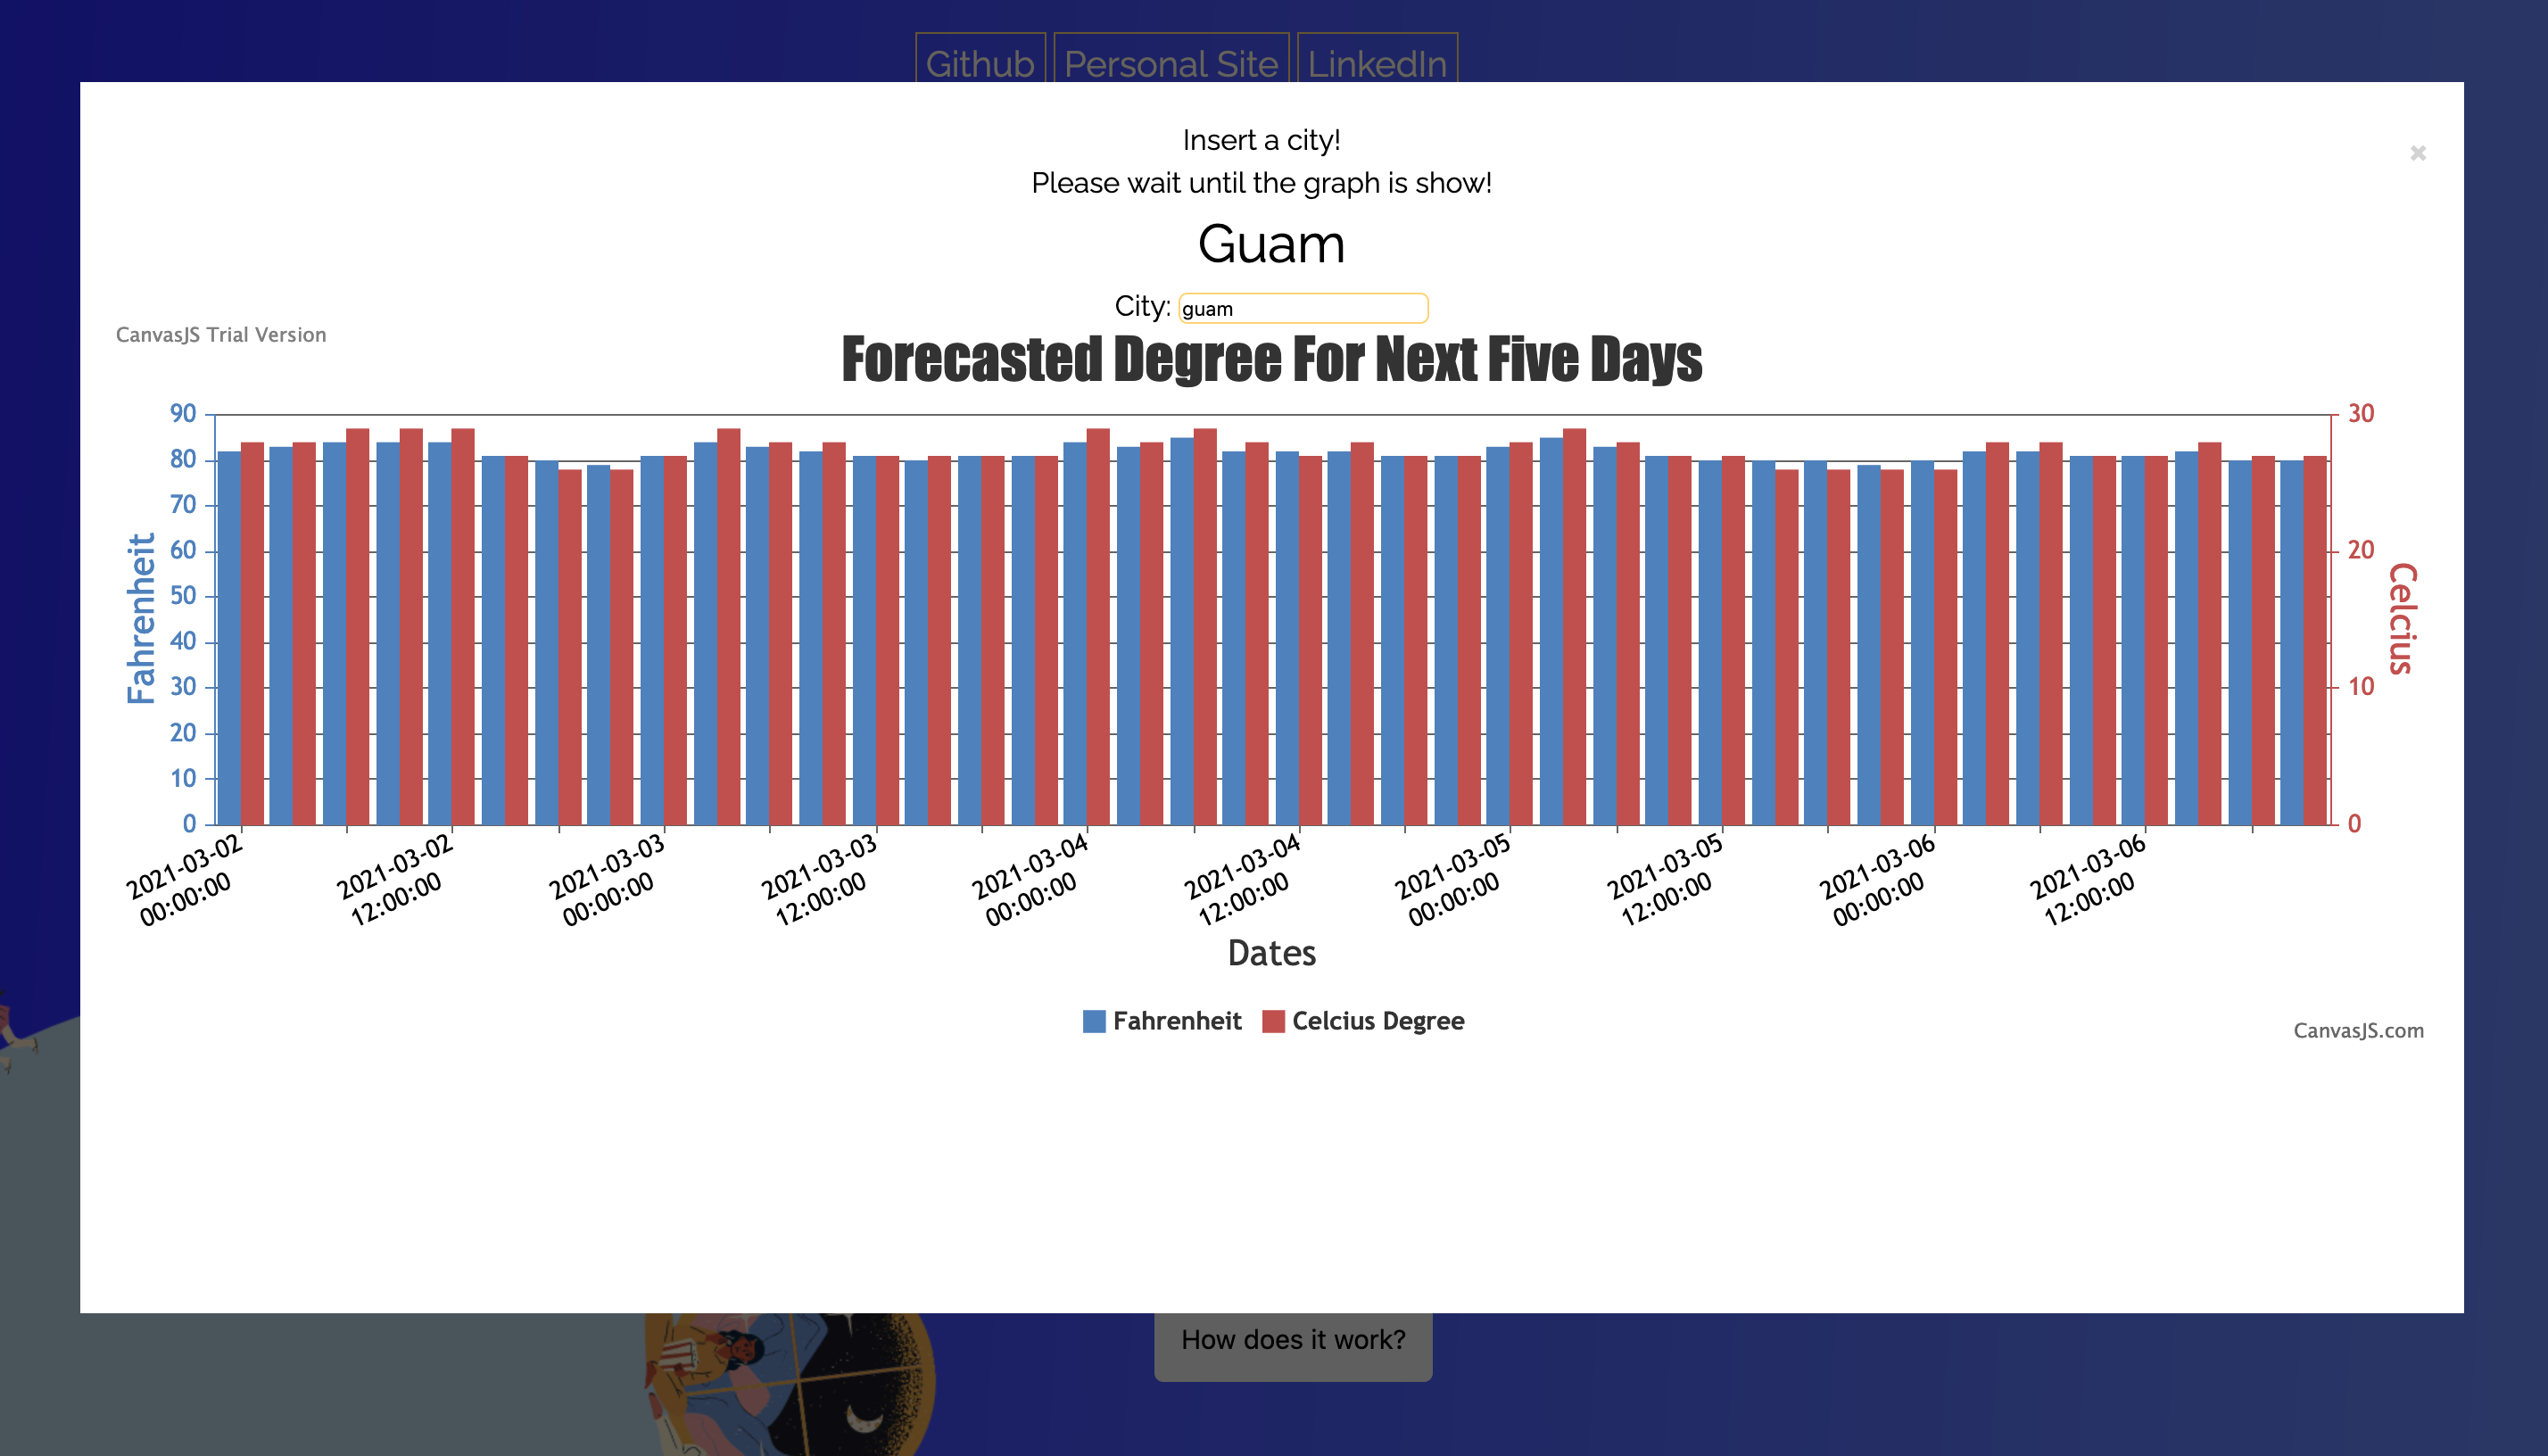 Github Personal Site LinkedIn
Insert a city!
✖
Please wait until the graph is show!
Guam
City: guam
CanvasJS Trial Version
Forecasted Degree For Next Five Days
Fahrenheit
90
80
70
60
50
40
30
20
10
0
30
20
10
0
Celcius
2021-03-02
00:00:00
2021-03-02
12:00:00
2021-03-03
00:00:00
2021-03-03
12:00:00
2021-03-04
00:00:00
2021-03-04
12:00:00
2021-03-05
00:00:00
2021-03-05
12:00:00
2021-03-06
00:00:00
2021-03-06
12:00:00
Dates
Fahrenheit Celcius Degree
CanvasJS.com
How does it work?